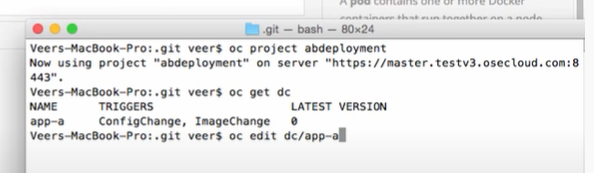 A pod contains one or more Docker
containers that run together on a node.
.git — bash — 80×24
Veers-MacBook-Pro:.git veer$ oc project abdeployment
Now using project "abdeployment" on server "https://master.testv3.osecloud.com:8
443".
Veers-MacBook-Pro:.git veer$ oc get dc
NAME TRIGGERS LATEST VERSION
app-a ConfigChange, ImageChange 0
Veers-MacBook-Pro:.git veer$ oc edit dc/app-a